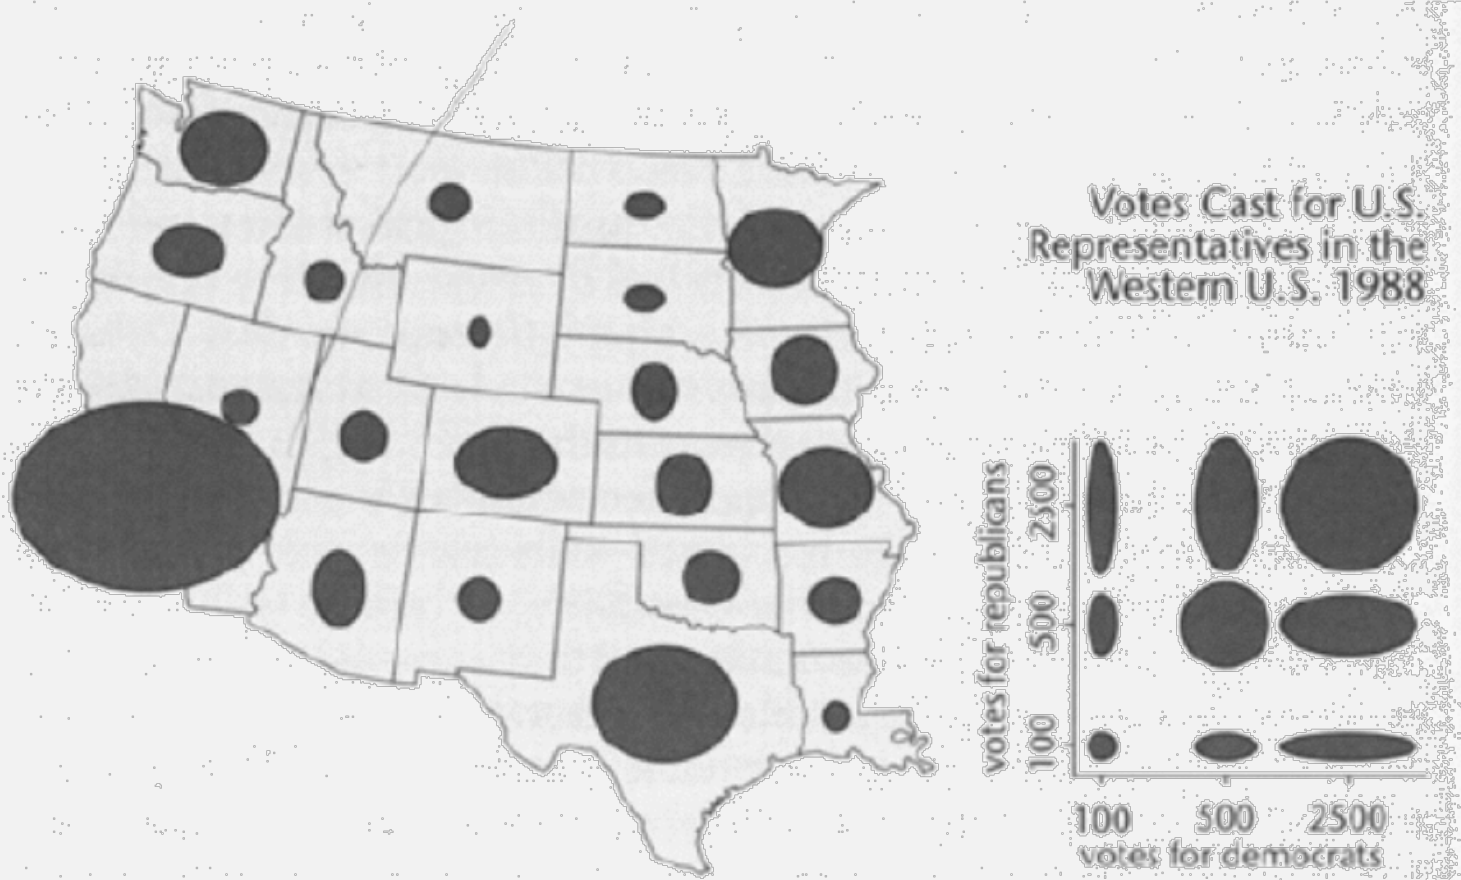 Votes Cast for U.S.
Representatives in the
Western U.S. 1988
votes for republicans
2500
500
100
100 500 2500
votes for democrats